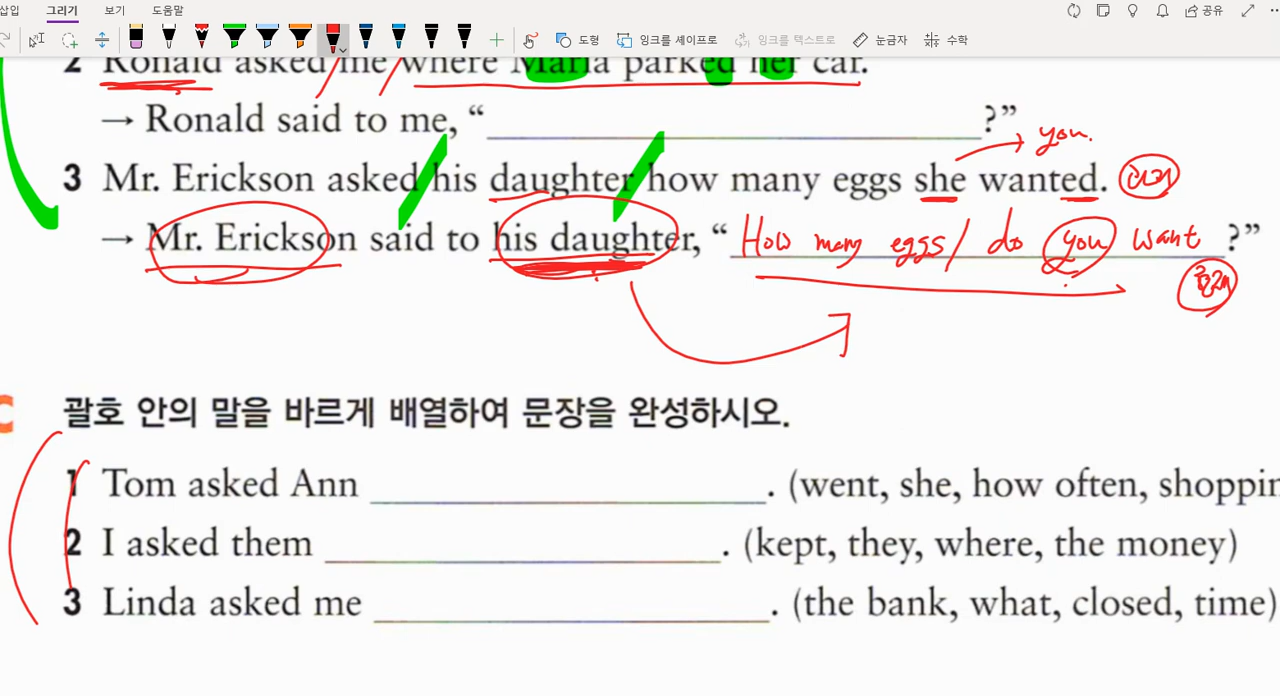 삽입 그리기 보기 도움말
공유
도형 잉크를 셰이프로 잉크를 텍스트로 눈금자 수학
2 Ronald asked me where Maria parked her car.
→ Ronald said to me, “ ?”
you.
3 Mr. Erickson asked his daughter how many eggs she wanted. 과거
→ Mr. Erickson said to his daughter, “ How many eggs / do you want ?”
현재
C 괄호 안의 말을 바르게 배열하여 문장을 완성하시오.
1 Tom asked Ann . (went, she, how often, shoppin
2 I asked them . (kept, they, where, the money)
3 Linda asked me . (the bank, what, closed, time)